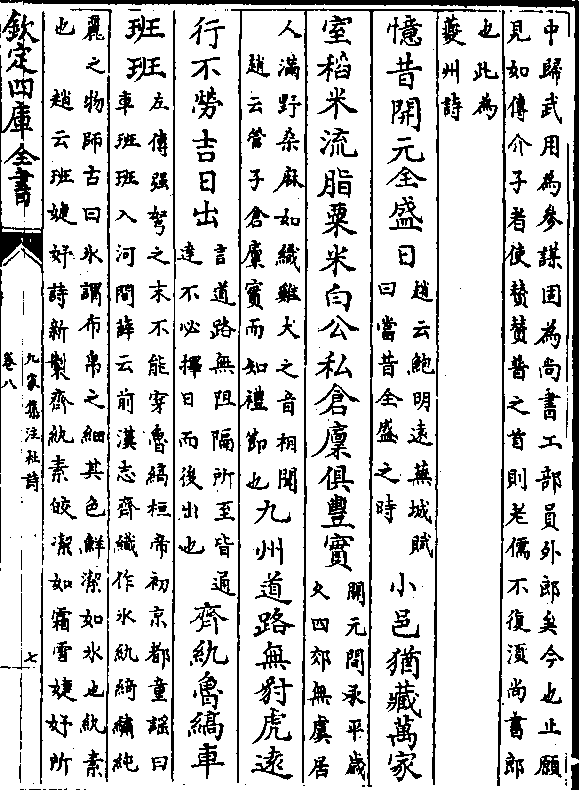 中歸武用為參謀因為尚書工部員外郎矣今也止願
見如傅介子者使贊贊普之首則老儒不復須尚書郎
也此為
夔州詩
憶昔開元全盛日
趙云鮑明逺蕪城賦
曰當昔全盛之時
小邑猶藏萬家
室稻米流脂粟米白公私倉廩俱豐實
開元間承平歲
久四郊無虞居
人滿野桑麻如織雞犬之音相聞
趙云管子倉廩實而如禮節也
九州道路無豺虎逺
行不勞吉日出
言道路無阻隔所至皆通
達不必擇日而後出也
齊紈魯縞車
班班
左傳强弩之末不能穿魯縞桓帝初京都童謡曰
車班班入河間薛云前漢志齊織作氷紈綺繡純
麗之物師古曰氷謂布帛之細其色鮮潔如氷也紈素
也 趙云班婕妤詩新製齊紈素皎潔如霜雪婕妤所
欽定四庫全書
九家集注杜詩
卷八
七